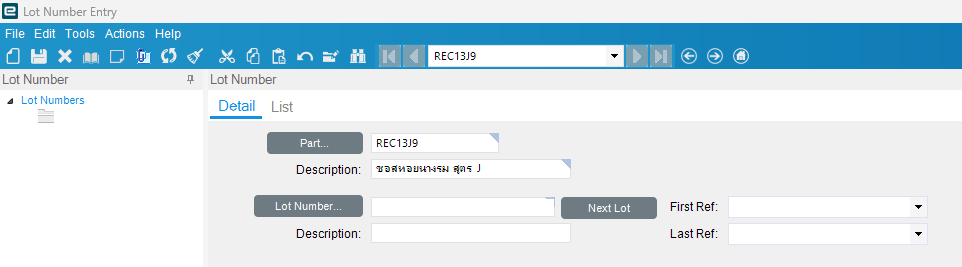 Lot Number Entry
File Edit Tools Actions Help
REC13J9
Lot Number
Lot Number
Lot Numbers
Detail List
Part... REC13J9
Description: ซอสหอยนางรม สูตร J
Lot Number... Next Lot First Ref:
Description: Last Ref: